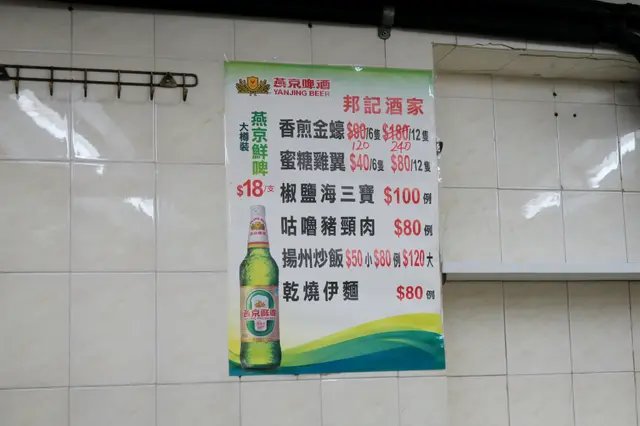 燕京啤酒
YANJING BEER
邦記酒家
燕京鮮啤
大樽裝
$18/支
香煎金蠔 $80/6隻 $180/12隻
120 240
蜜糖雞翼 $40/6隻 $80/12隻
椒鹽海三寶 $100例
咕嚕豬頸肉 $80例
揚州炒飯 $50小 $80例 $120大
乾燒伊麵 $80例
燕京鮮啤